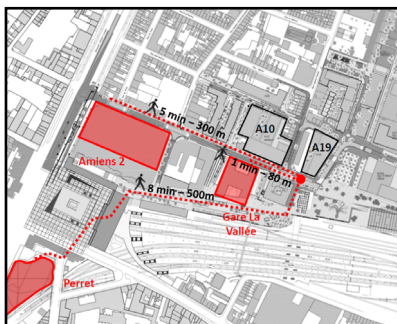 5 min – 300 m
A10
A19
Amiens 2
1 min – 80 m
8 min – 500m
Gare La
Vallée
Perret